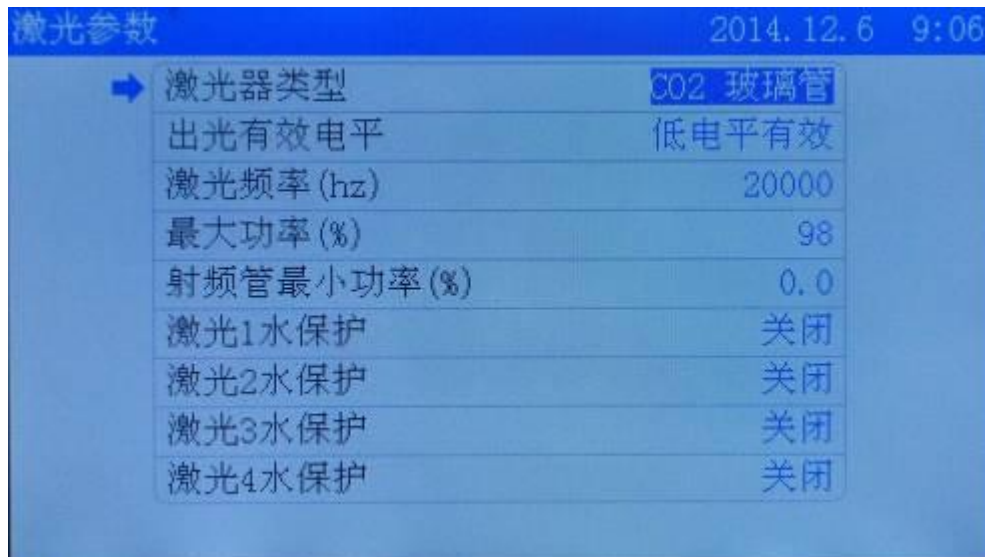 激光参数 2014.12.6 9:06
激光器类型 CO2 玻璃管
出光有效电平 低电平有效
激光频率(hz) 20000
最大功率(%) 98
射频管最小功率(%) 0.0
激光1水保护 关闭
激光2水保护 关闭
激光3水保护 关闭
激光4水保护 关闭